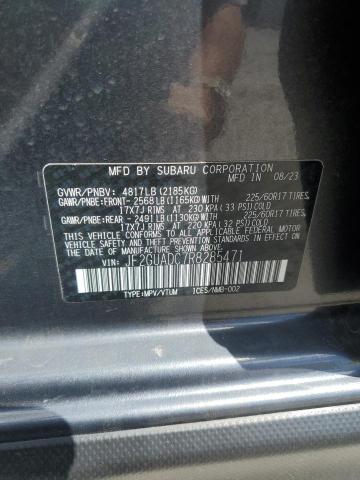 MFD BY SUBARU CORPORATION 08/23
GVWR/PNBV: 4817LB (2185KG)
GAWR/PNBE:FRONT- 2568LB (1165KG)WITH 225/60R17 TIRES,
17X7J RIMS AT 230 KPA ( 33 PSI)COLD
GAWR/PNBE:REAR - 2491LB (1130KG)WITH 225/60R17 TIRES,
17X7J RIMS AT 220 KPA ( 32 PSI)COLD
THIS VEHICLE CONFORMS TO ALL APPLICABLE FEDERAL
MOTOR VEHICLE SAFETY, BUMPER, AND THEFT PREVENTION
STANDARDS IN EFFECT ON THE DATE OF MANUFACTURE
SHOWN ABOVE.
VIN: JF2GUADC7R8285471
TYPE:MPV/VTUM ICES/NMB-002